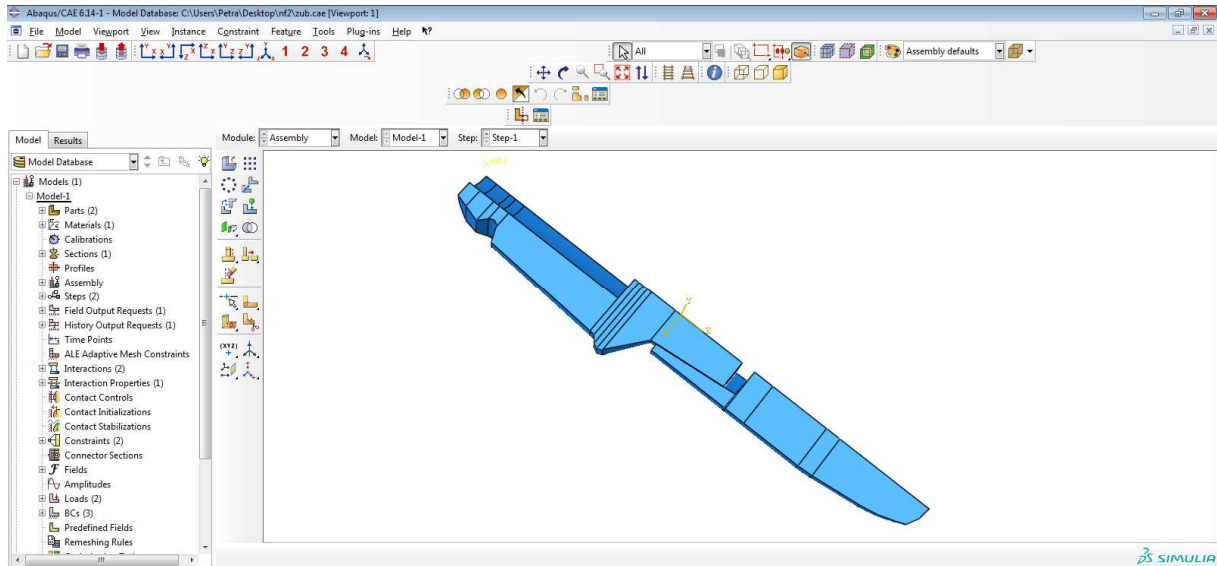 Abaqus/CAE 6.14-1 - Model Database: C:\Users\Petra\Desktop\nf2\zub.cae [Viewport: 1]
File Model Viewport View Instance Constraint Feature Tools Plug-ins Help
1 2 3 4
All
Assembly defaults
Model Results
Module: Assembly Model: Model-1 Step: Step-1
Model Database
Models (1)
Model-1
Parts (2)
Materials (1)
Calibrations
Sections (1)
Profiles
Assembly
Steps (2)
Field Output Requests (1)
History Output Requests (1)
Time Points
ALE Adaptive Mesh Constraints
Interactions (2)
Interaction Properties (1)
Contact Controls
Contact Initializations
Contact Stabilizations
Constraints (2)
Connector Sections
Fields
Amplitudes
Loads (2)
BCs (3)
Predefined Fields
Remeshing Rules
(XYZ)
Y
X
SIMULIA